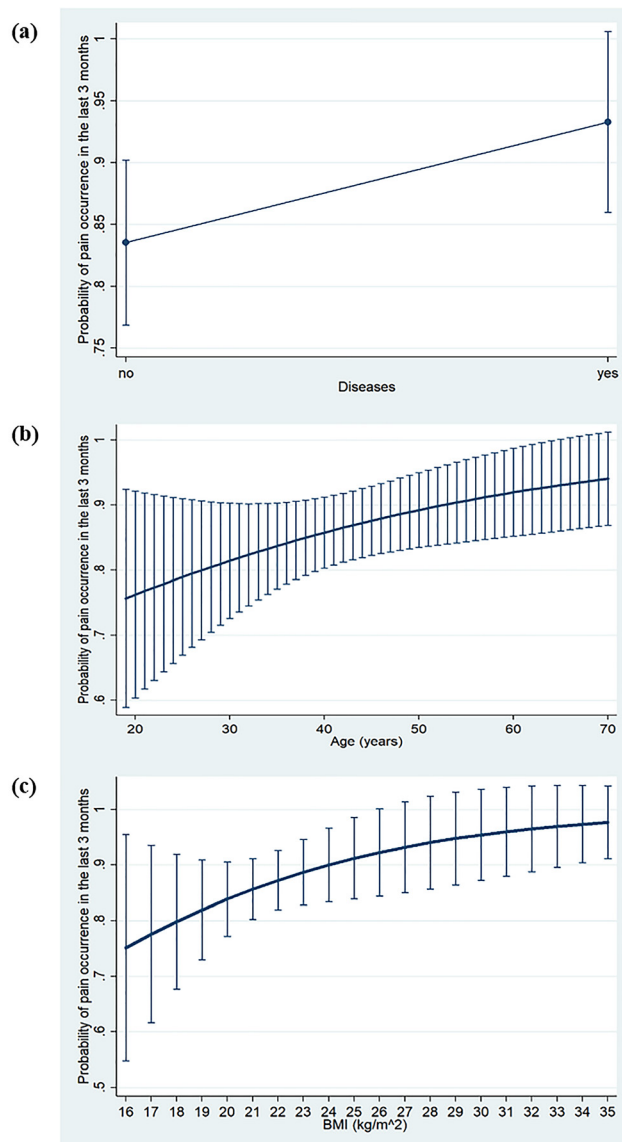 (a)
Probability of pain occurrence in the last 3 months
1
.95
.9
.85
.8
.75
no
yes
Diseases
(b)
Probability of pain occurrence in the last 3 months
1
.9
.8
.7
.6
20 30 40 50 60 70
Age (years)
(c)
Probability of pain occurrence in the last 3 months
1
.9
.8
.7
.6
.5
16 17 18 19 20 21 22 23 24 25 26 27 28 29 30 31 32 33 34 35
BMI (kg/m^2)